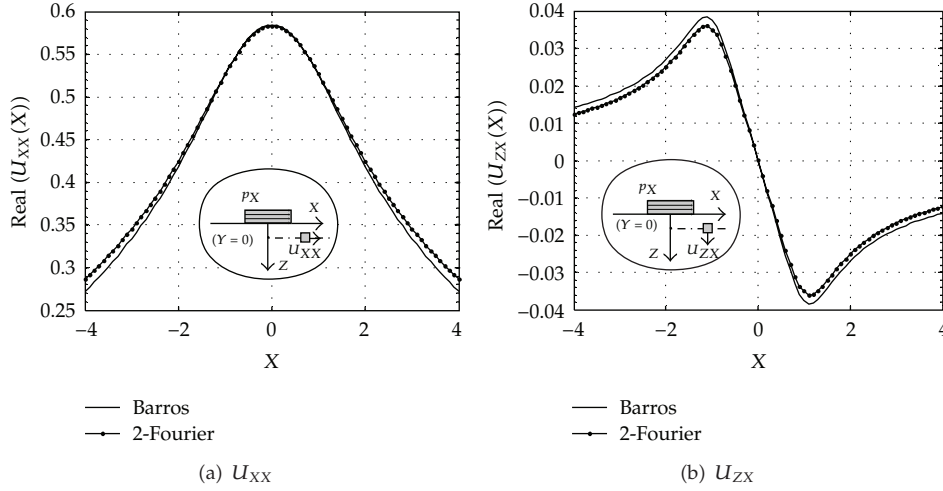 0.6
0.55
0.5
0.45
0.4
0.35
0.3
0.25
Real (U_XX(X))
−4 −2 0 2 4
X
p_X
X
(Y = 0)
U_XX
Z
Barros
2-Fourier
(a) U_XX
0.04
0.03
0.02
0.01
0
−0.01
−0.02
−0.03
−0.04
Real (U_ZX(X))
−4 −2 0 2 4
X
p_X
X
(Y = 0)
Z
U_ZX
Barros
2-Fourier
(b) U_ZX